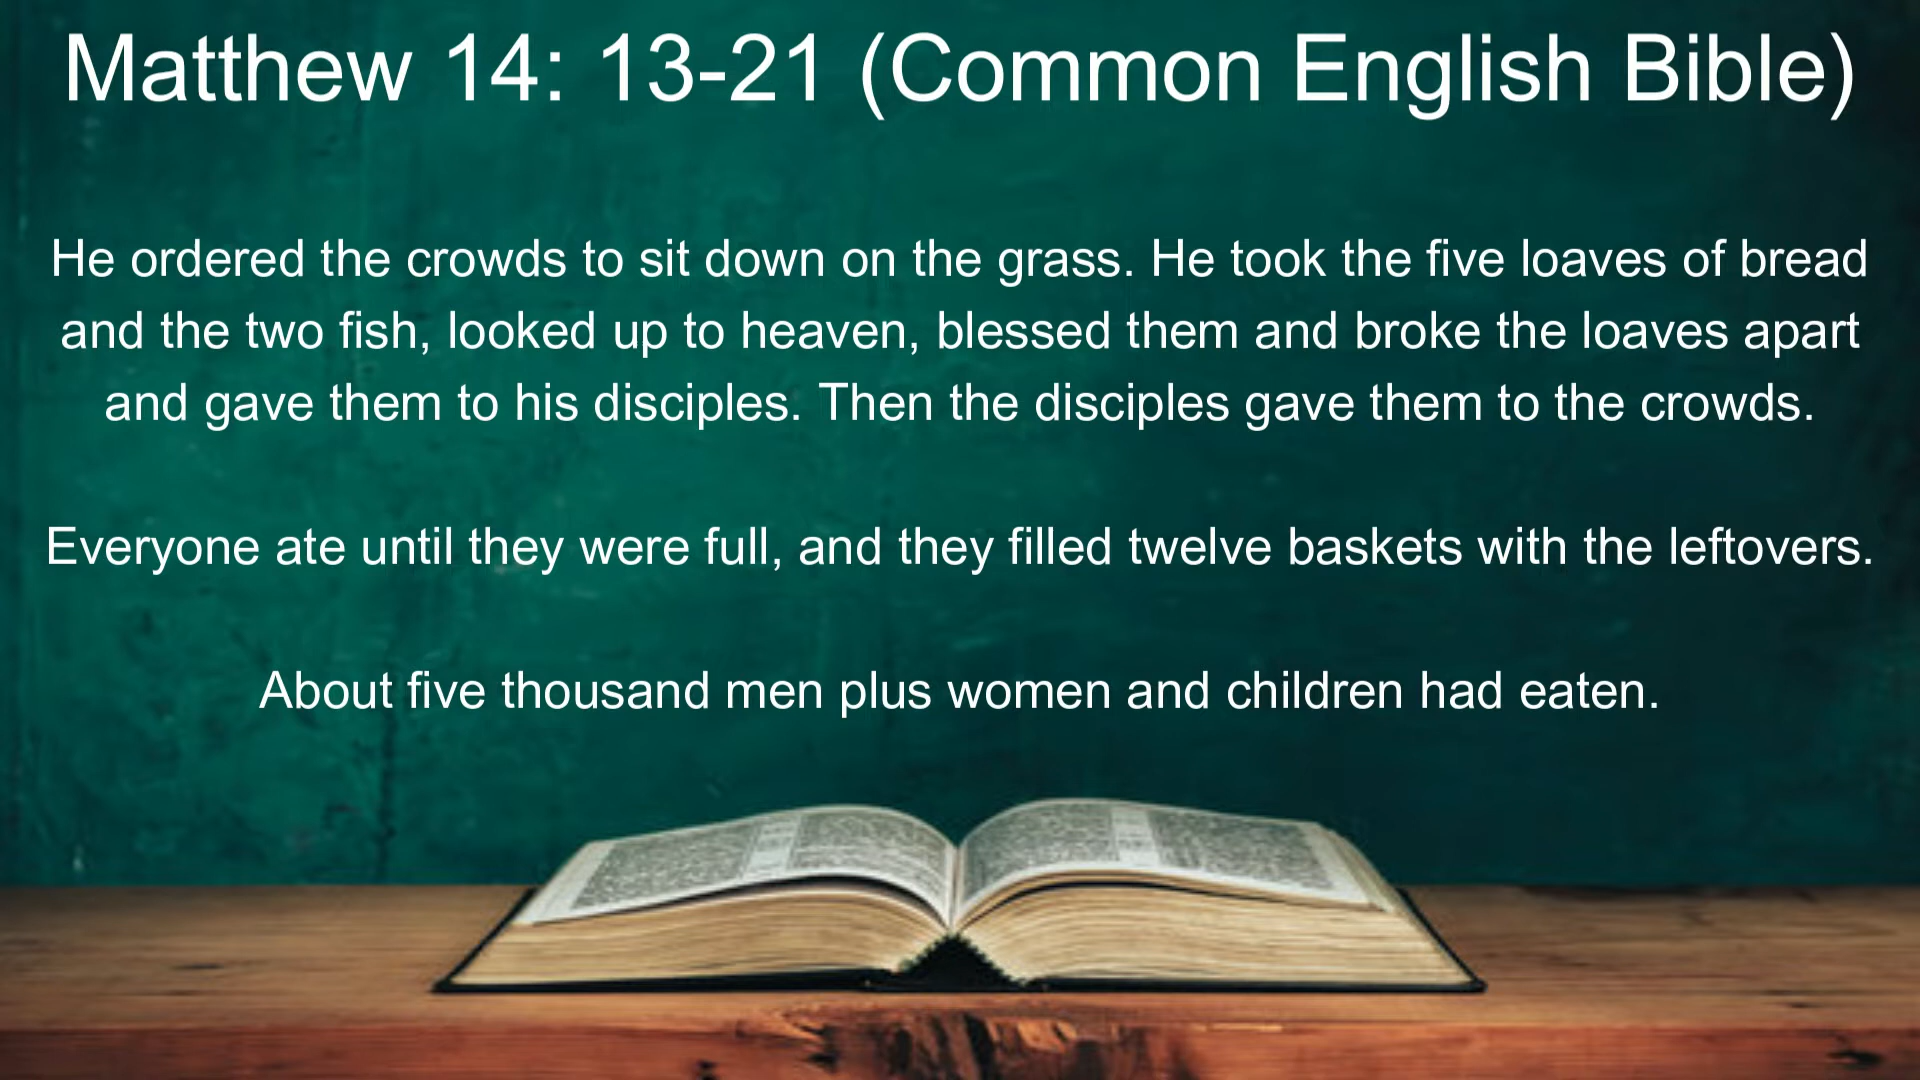 Matthew 14: 13-21 (Common English Bible)
He ordered the crowds to sit down on the grass. He took the five loaves of bread
and the two fish, looked up to heaven, blessed them and broke the loaves apart
and gave them to his disciples. Then the disciples gave them to the crowds.
Everyone ate until they were full, and they filled twelve baskets with the leftovers.
About five thousand men plus women and children had eaten.